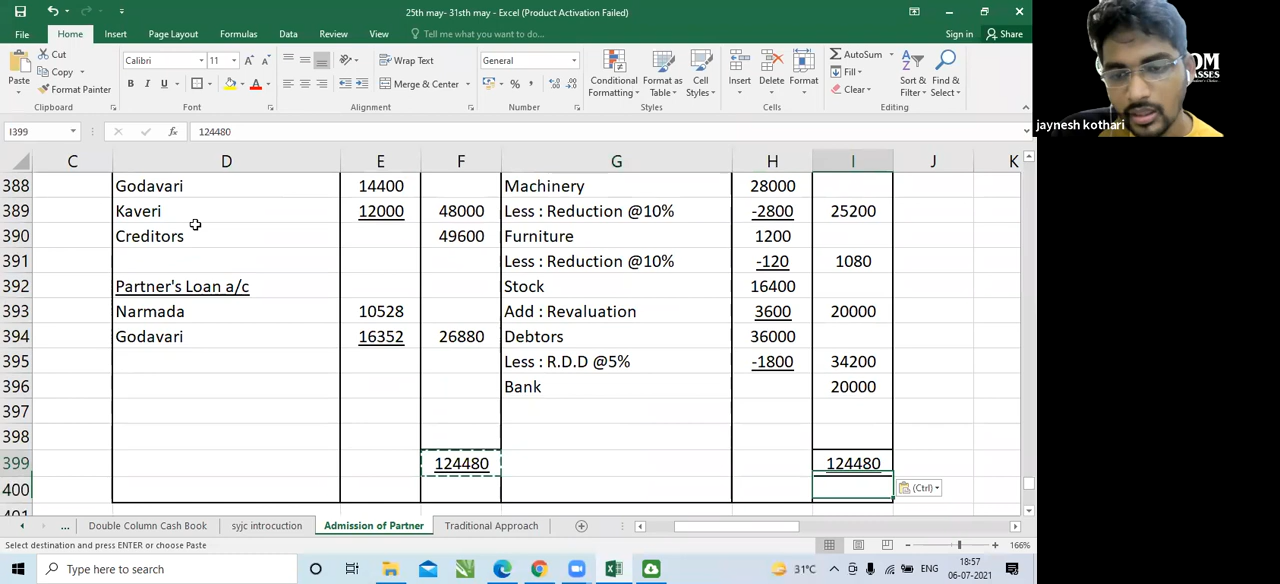 25th may- 31sth may - Excel (Product Activation Failed)
File Home Insert Page Layout Formulas Data Review View Tell me what you want to do... Sign in Share
Paste Cut Copy Format Painter Clipboard
Calibri 11 B I U Font
Wrap Text Merge & Center Alignment
General % Number
Conditional Formatting Format as Table Cell Styles Styles
Insert Delete Format Cells
AutoSum Fill Clear Sort & Filter Find & Select Editing
jaynesh kothari
I399 fx 124480
C D E F G H I J K
388 Godavari 14400 Machinery 28000
389 Kaveri 12000 48000 Less : Reduction @10% -2800 25200
390 Creditors 49600 Furniture 1200
391 Less : Reduction @10% -120 1080
392 Partner's Loan a/c Stock 16400
393 Narmada 10528 Add : Revaluation 3600 20000
394 Godavari 16352 26880 Debtors 36000
395 Less : R.D.D @5% -1800 34200
396 Bank 20000
397
398
399 124480 124480
400 (Ctrl)
... Double Column Cash Book syjc introcuction Admission of Partner Traditional Approach
Select destination and press ENTER or choose Paste 166%
Type here to search 31°C ENG 18:57
06-07-2021